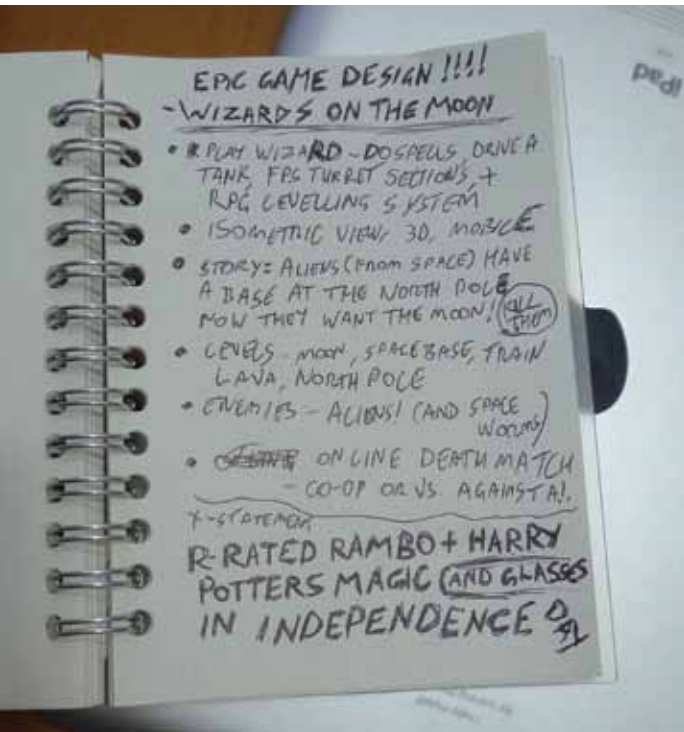 EPIC GAME DESIGN !!!!
- WIZARDS ON THE MOON
• PLAY WIZARD - DO SPELLS, DRIVE A
TANK, FPS TURRET SECTIONS, +
RPG LEVELLING SYSTEM
• ISOMETRIC VIEW, 3D, MOBILE
• STORY: ALIENS (FROM SPACE) HAVE
A BASE AT THE NORTH POLE
NOW THEY WANT THE MOON! KILL
THEM
• LEVELS - MOON, SPACEBASE, TRAIN
LAVA, NORTH POLE
• ENEMIES - ALIENS! (AND SPACE
WORMS)
• ONLINE DEATH MATCH
- CO-OP OR VS. AGAINST A.I.
X-STATEMENT
R-RATED RAMBO + HARRY
POTTERS MAGIC (AND GLASSES
IN INDEPENDENCE DAY
iPad